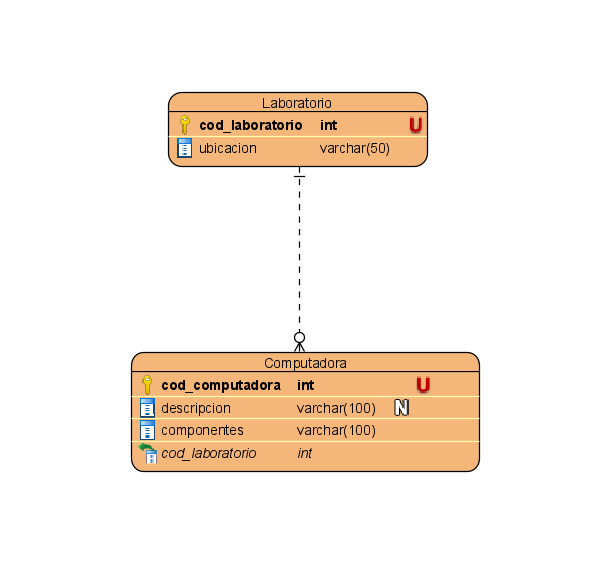 Laboratorio
cod_laboratorio int U
ubicacion varchar(50)
Computadora
cod_computadora int U
descripcion varchar(100) N
componentes varchar(100)
cod_laboratorio int